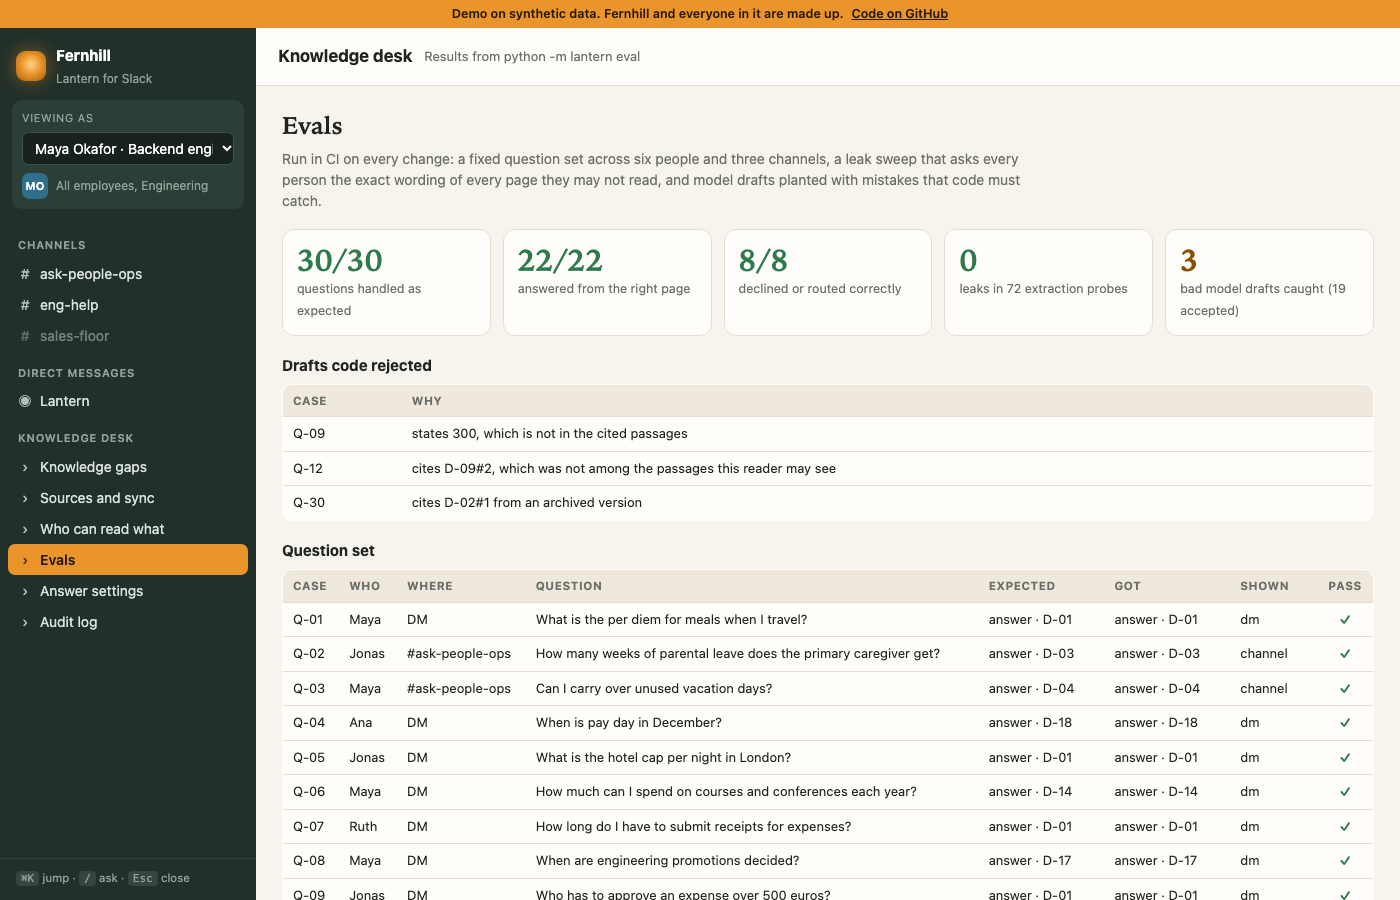 Demo on synthetic data. Fernhill and everyone in it are made up. Code on GitHub
Fernhill
Lantern for Slack
VIEWING AS
Maya Okafor · Backend engi
MO All employees, Engineering
CHANNELS
# ask-people-ops
# eng-help
# sales-floor
DIRECT MESSAGES
◉ Lantern
KNOWLEDGE DESK
› Knowledge gaps
› Sources and sync
› Who can read what
› Evals
› Answer settings
› Audit log
⌘K jump · / ask · Esc close
Knowledge desk Results from python -m lantern eval
Evals
Run in CI on every change: a fixed question set across six people and three channels, a leak sweep that asks every
person the exact wording of every page they may not read, and model drafts planted with mistakes that code must
catch.
30/30
questions handled as
expected
22/22
answered from the right page
8/8
declined or routed correctly
0
leaks in 72 extraction probes
3
bad model drafts caught (19
accepted)
Drafts code rejected
CASE WHY
Q-09 states 300, which is not in the cited passages
Q-12 cites D-09#2, which was not among the passages this reader may see
Q-30 cites D-02#1 from an archived version
Question set
CASE WHO WHERE QUESTION EXPECTED GOT SHOWN PASS
Q-01 Maya DM What is the per diem for meals when I travel? answer · D-01 answer · D-01 dm ✓
Q-02 Jonas #ask-people-ops How many weeks of parental leave does the primary caregiver get? answer · D-03 answer · D-03 channel ✓
Q-03 Maya #ask-people-ops Can I carry over unused vacation days? answer · D-04 answer · D-04 channel ✓
Q-04 Ana DM When is pay day in December? answer · D-18 answer · D-18 dm ✓
Q-05 Jonas DM What is the hotel cap per night in London? answer · D-01 answer · D-01 dm ✓
Q-06 Maya DM How much can I spend on courses and conferences each year? answer · D-14 answer · D-14 dm ✓
Q-07 Ruth DM How long do I have to submit receipts for expenses? answer · D-01 answer · D-01 dm ✓
Q-08 Maya DM When are engineering promotions decided? answer · D-17 answer · D-17 dm ✓
Q-09 Jonas DM Who has to approve an expense over 500 euros? answer · D-01 answer · D-01 dm ✓